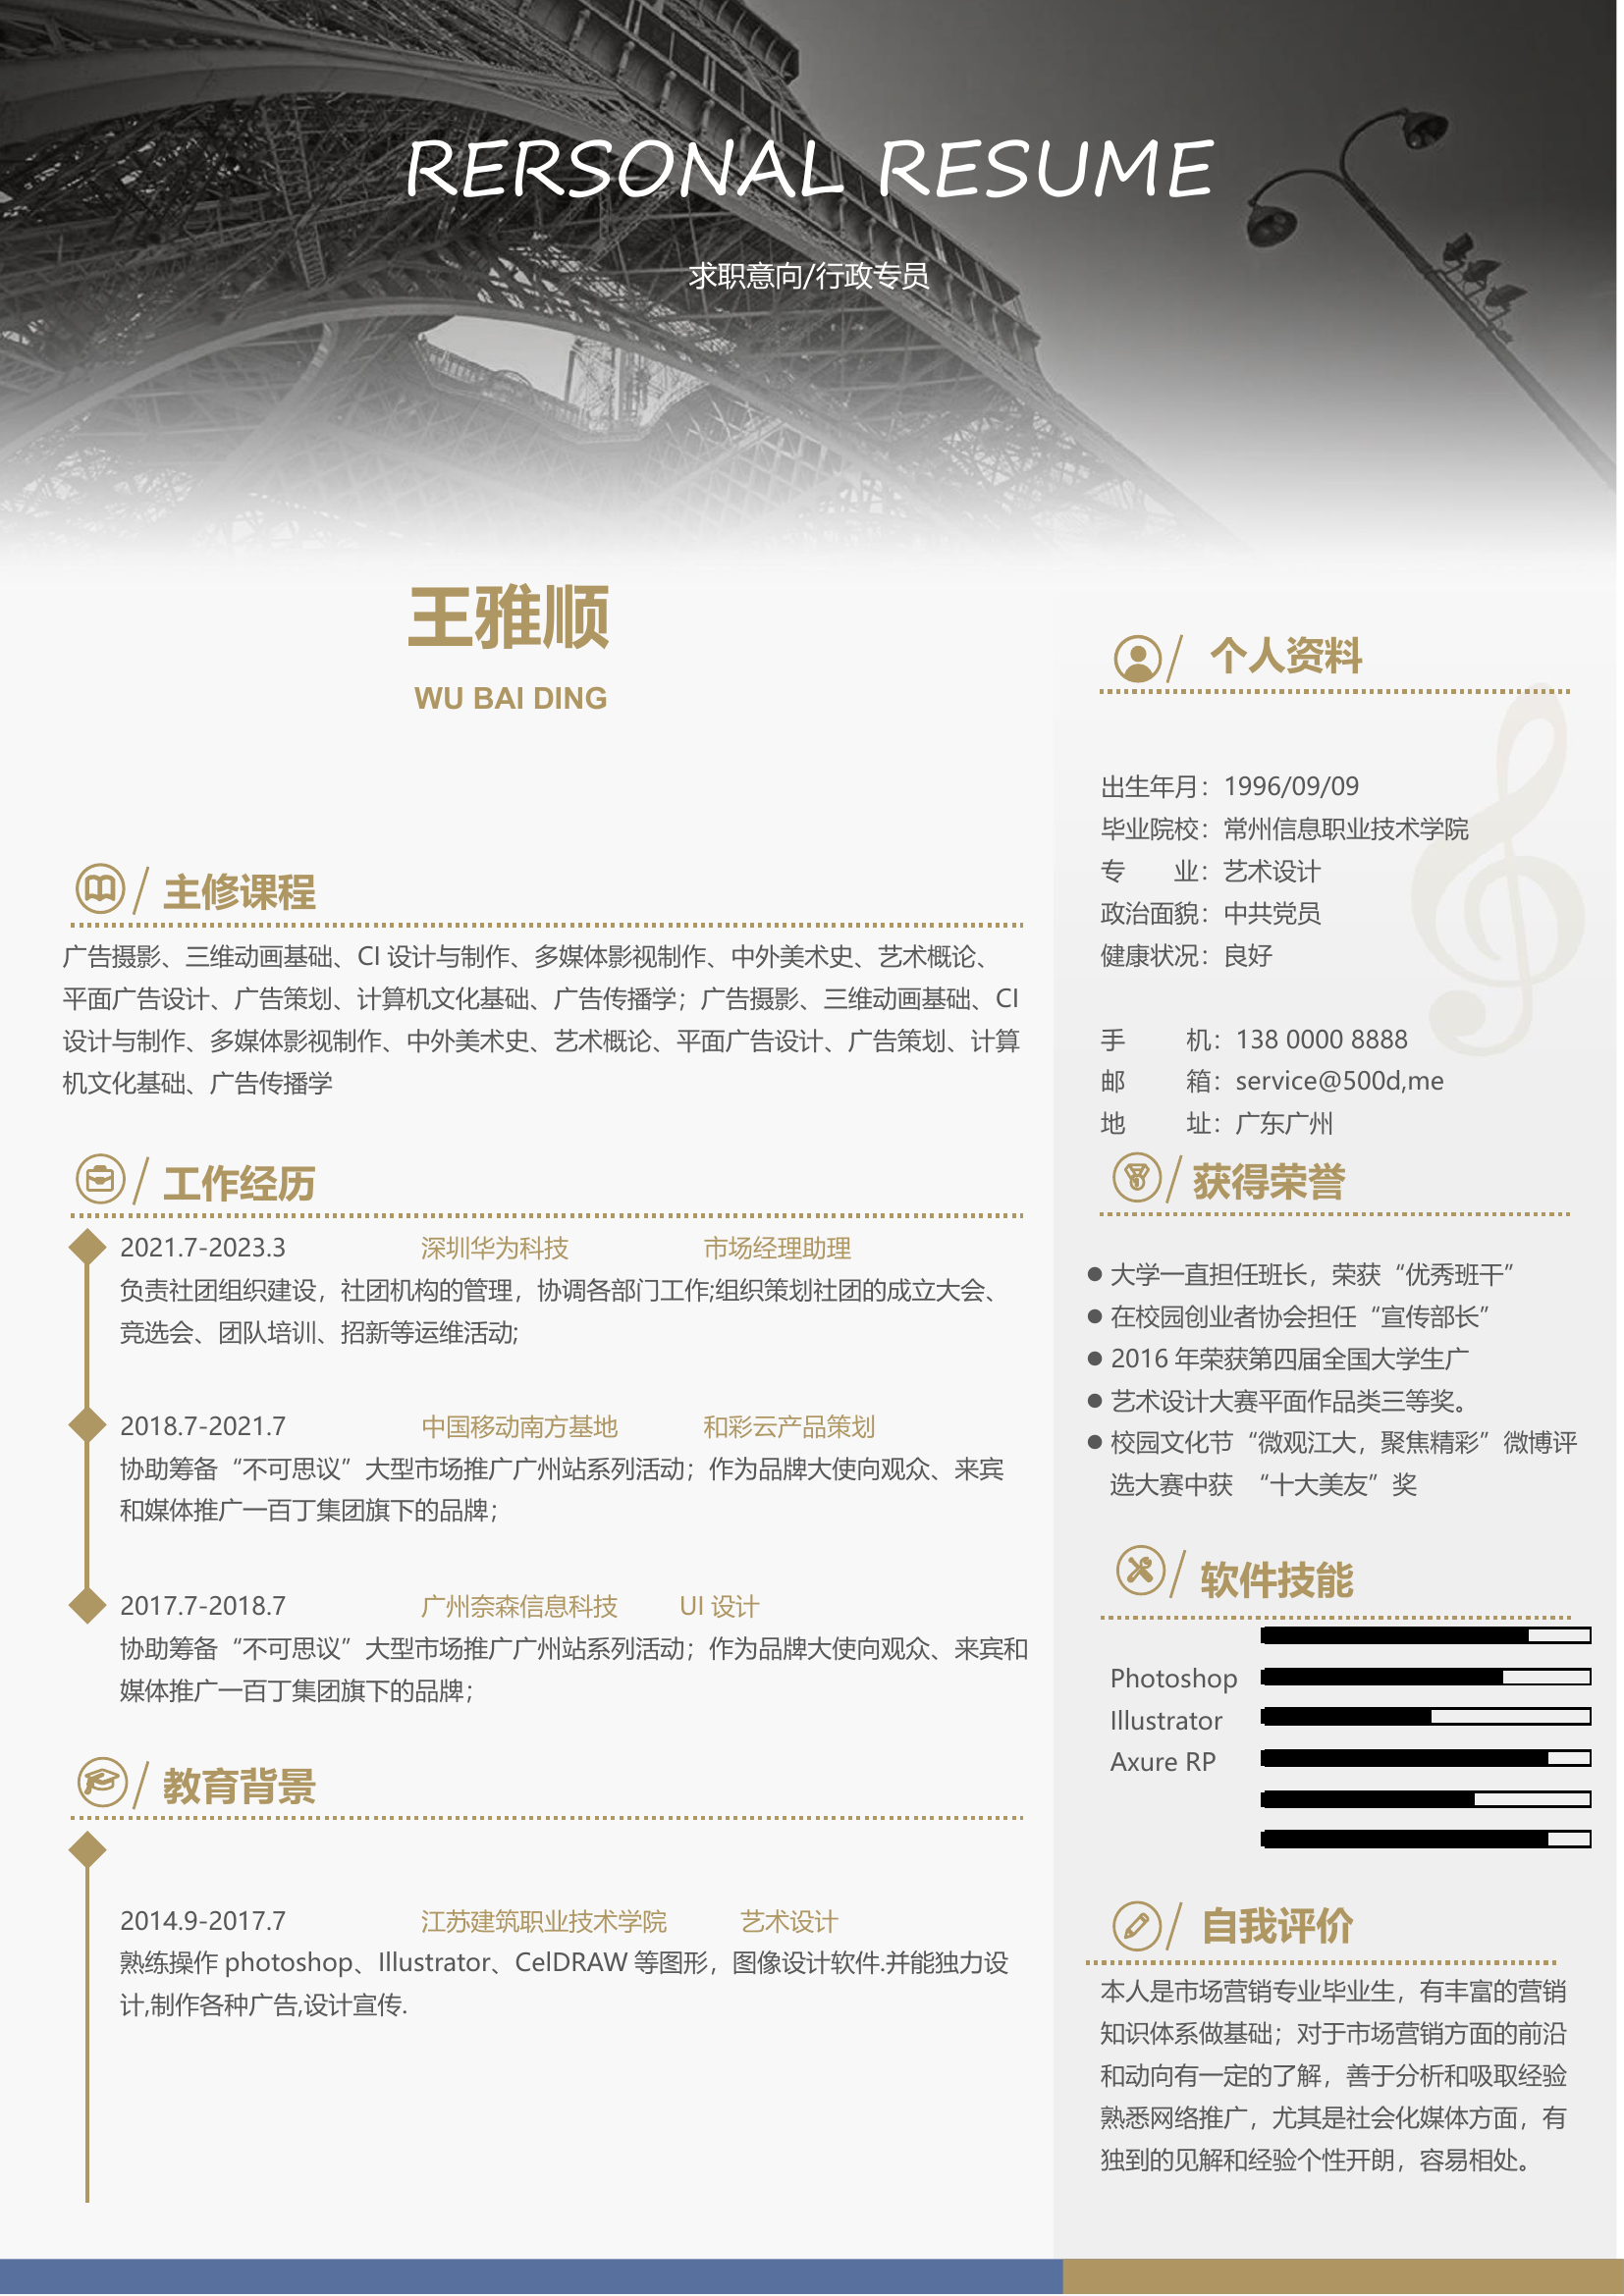 RERSONAL RESUME
求职意向/行政专员
王雅顺
WU BAI DING
主修课程
广告摄影、三维动画基础、CI 设计与制作、多媒体影视制作、中外美术史、艺术概论、
平面广告设计、广告策划、计算机文化基础、广告传播学；广告摄影、三维动画基础、CI
设计与制作、多媒体影视制作、中外美术史、艺术概论、平面广告设计、广告策划、计算
机文化基础、广告传播学
工作经历
2021.7-2023.3 深圳华为科技 市场经理助理
负责社团组织建设，社团机构的管理，协调各部门工作;组织策划社团的成立大会、
竞选会、团队培训、招新等运维活动;
2018.7-2021.7 中国移动南方基地 和彩云产品策划
协助筹备“不可思议”大型市场推广广州站系列活动；作为品牌大使向观众、来宾
和媒体推广一百丁集团旗下的品牌；
2017.7-2018.7 广州奈森信息科技 UI 设计
协助筹备“不可思议”大型市场推广广州站系列活动；作为品牌大使向观众、来宾和
媒体推广一百丁集团旗下的品牌；
教育背景
2014.9-2017.7 江苏建筑职业技术学院 艺术设计
熟练操作 photoshop、Illustrator、CelDRAW 等图形，图像设计软件.并能独力设
计,制作各种广告,设计宣传.
个人资料
出生年月：1996/09/09
毕业院校：常州信息职业技术学院
专 业：艺术设计
政治面貌：中共党员
健康状况：良好
手 机：138 0000 8888
邮 箱：service@500d,me
地 址：广东广州
获得荣誉
● 大学一直担任班长，荣获“优秀班干”
● 在校园创业者协会担任“宣传部长”
● 2016 年荣获第四届全国大学生广
● 艺术设计大赛平面作品类三等奖。
● 校园文化节“微观江大，聚焦精彩”微博评
选大赛中获 “十大美友”奖
软件技能
Photoshop
Illustrator
Axure RP
自我评价
本人是市场营销专业毕业生，有丰富的营销
知识体系做基础；对于市场营销方面的前沿
和动向有一定的了解，善于分析和吸取经验
熟悉网络推广，尤其是社会化媒体方面，有
独到的见解和经验个性开朗，容易相处。